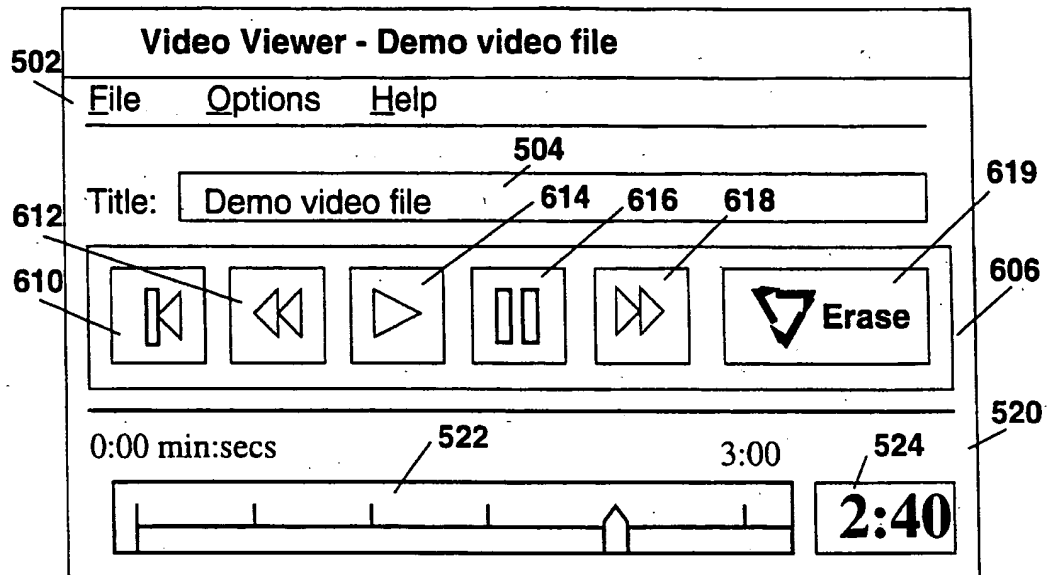 Video Viewer - Demo video file
502
File Options Help
504
619
Title: Demo video file 614 616 618
612
610
606
Erase
520
0:00 min:secs 522 3:00 524
2:40